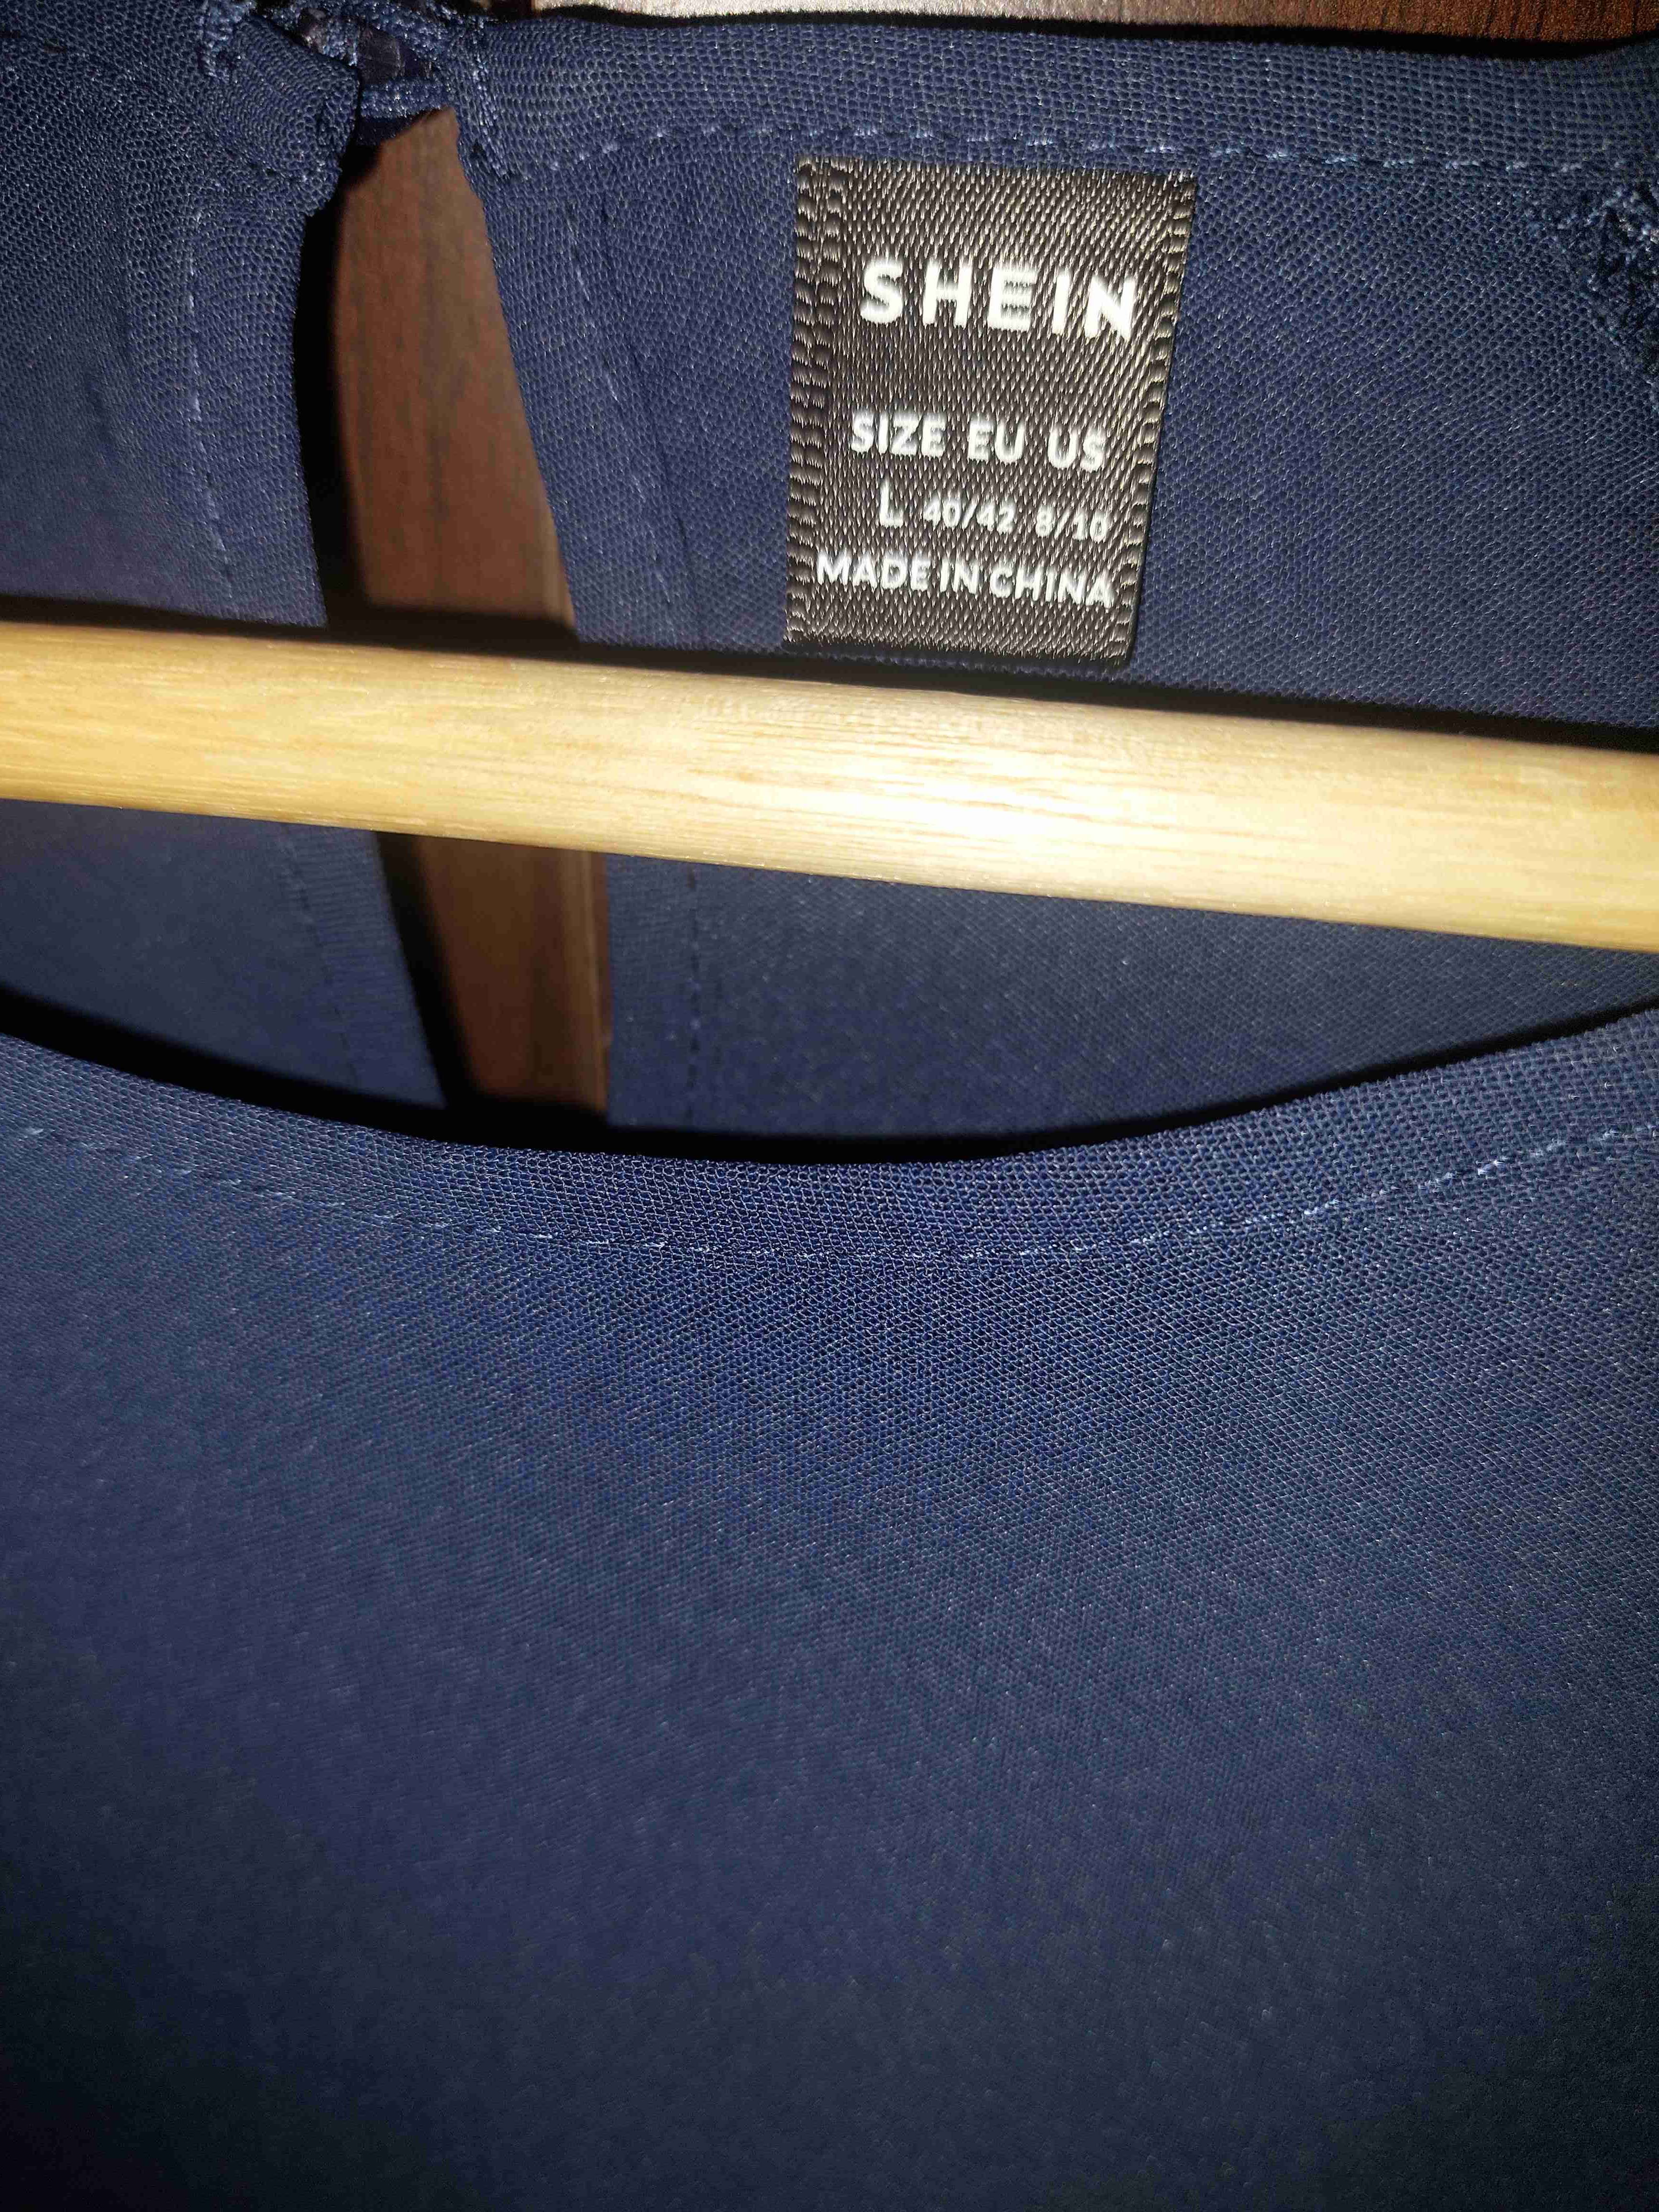 SHEIN
SIZE EU US
L 40/42 8/10
MADE IN CHINA